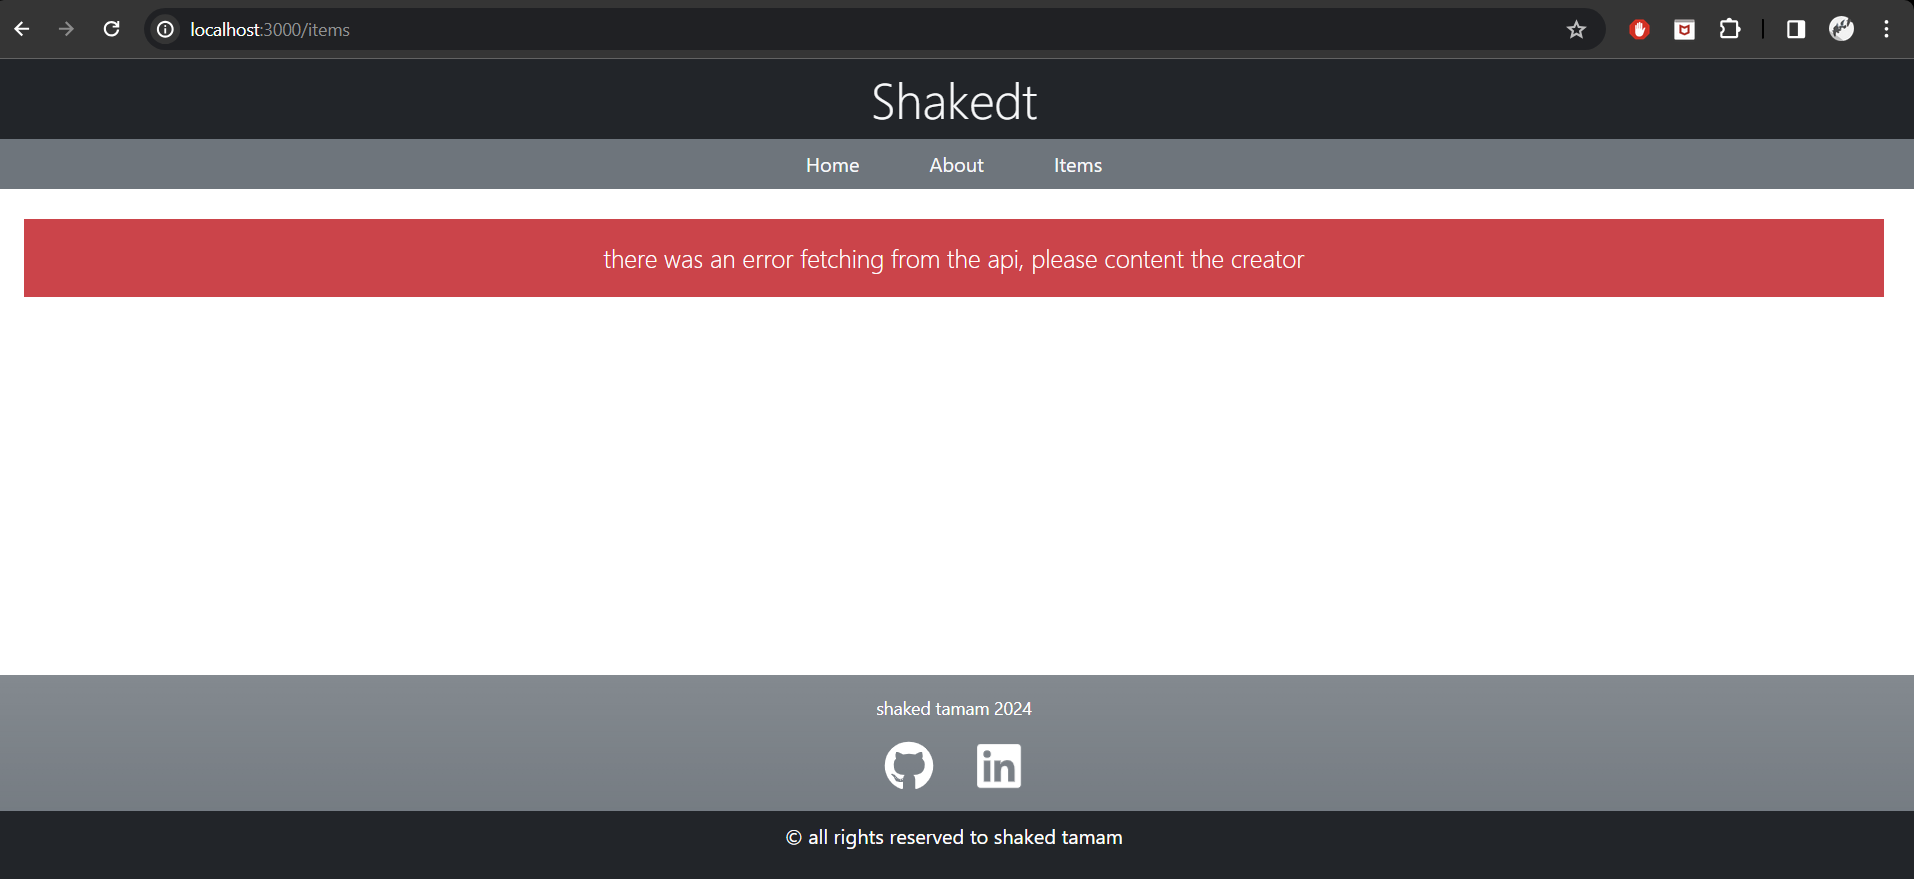 localhost:3000/items
Shakedt
Home About Items
there was an error fetching from the api, please content the creator
shaked tamam 2024
in
© all rights reserved to shaked tamam